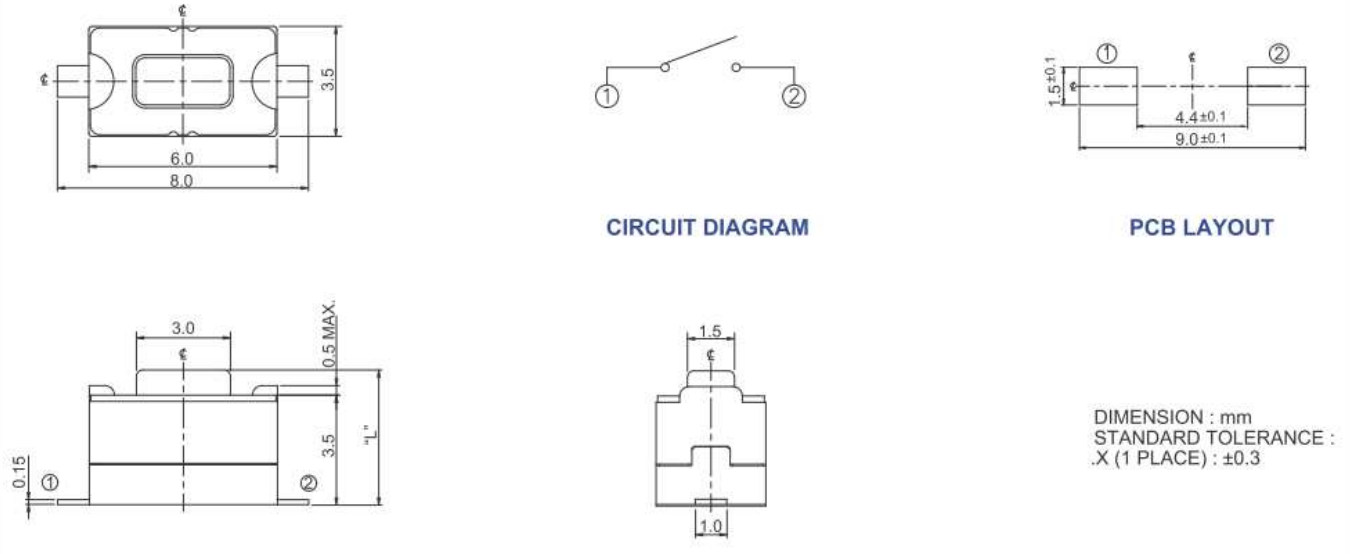 ℄
℄
3.5
6.0
8.0
① ②
CIRCUIT DIAGRAM
① ℄ ②
℄
1.5±0.1
4.4±0.1
9.0±0.1
PCB LAYOUT
3.0
℄
0.5 MAX.
3.5
"L"
0.15
① ②
1.5
℄
1.0
DIMENSION : mm
STANDARD TOLERANCE :
.X (1 PLACE) : ±0.3